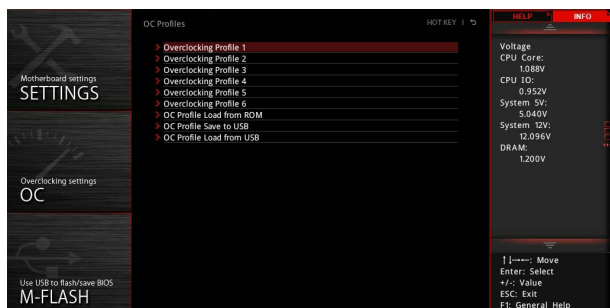 OC Profiles
HOT KEY |
HELP
INFO
Motherboard settings
SETTINGS
Overclocking settings
OC
Use USB to flash/save BIOS
M-FLASH
> Overclocking Profile 1
> Overclocking Profile 2
> Overclocking Profile 3
> Overclocking Profile 4
> Overclocking Profile 5
> Overclocking Profile 6
> OC Profile Load from ROM
> OC Profile Save to USB
> OC Profile Load from USB
Voltage
CPU Core:
1.088V
CPU IO:
0.952V
System 5V:
5.040V
System 12V:
12.096V
DRAM:
1.200V
↑↓→←: Move
Enter: Select
+/-: Value
ESC: Exit
F1: General Help